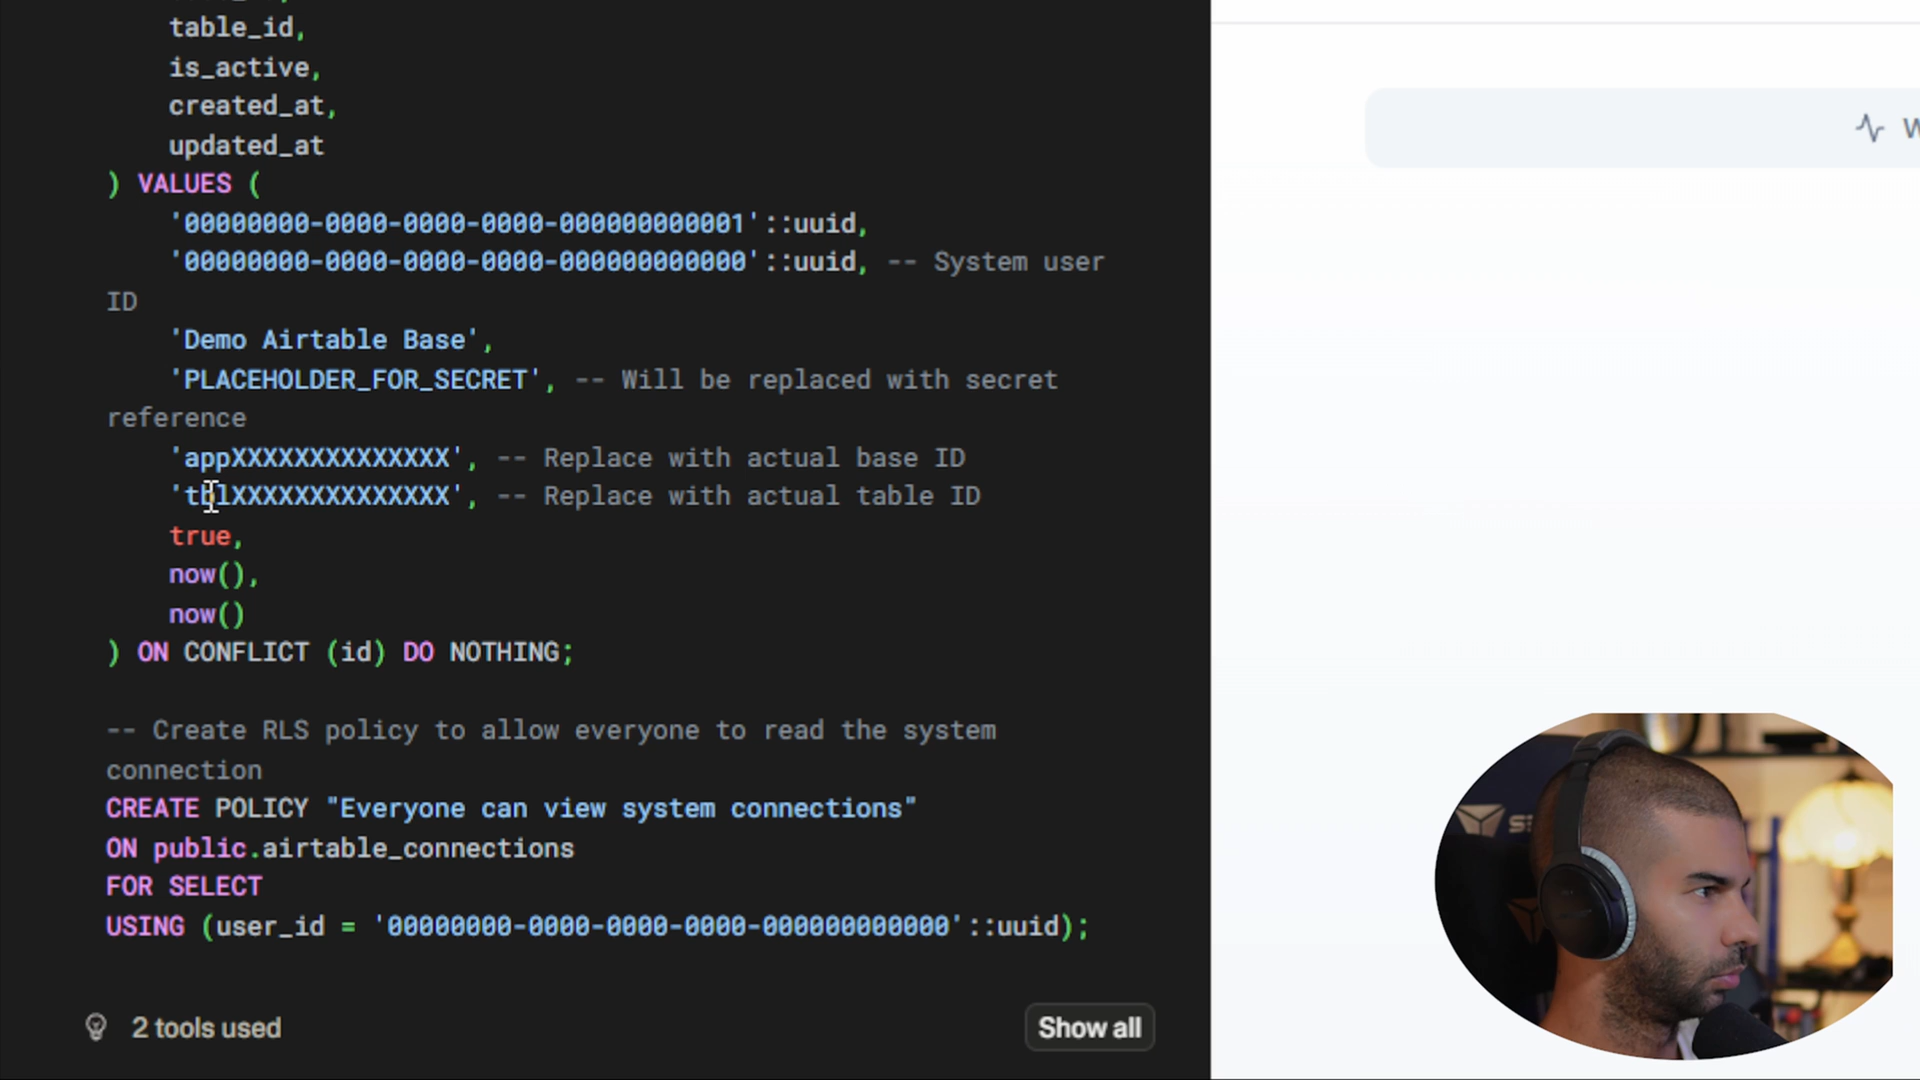 table_id,
is_active,
created_at,
updated_at
) VALUES (
'00000000-0000-0000-0000-000000000001'::uuid,
'00000000-0000-0000-0000-000000000000'::uuid, -- System user
ID
'Demo Airtable Base',
'PLACEHOLDER_FOR_SECRET', -- Will be replaced with secret
reference
'appXXXXXXXXXXXXXX', -- Replace with actual base ID
'tblXXXXXXXXXXXXXX', -- Replace with actual table ID
true,
now(),
now()
) ON CONFLICT (id) DO NOTHING;
-- Create RLS policy to allow everyone to read the system
connection
CREATE POLICY "Everyone can view system connections"
ON public.airtable_connections
FOR SELECT
USING (user_id = '00000000-0000-0000-0000-000000000000'::uuid);
2 tools used
Show all